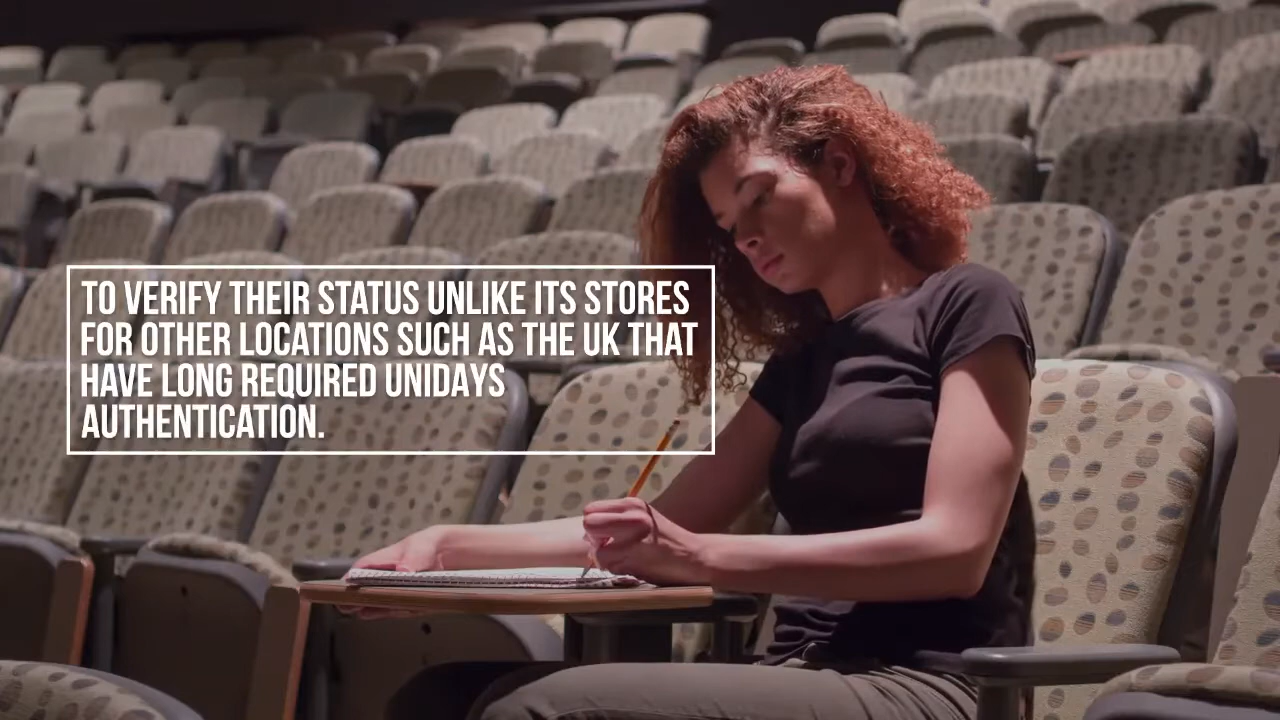 TO VERIFY THEIR STATUS UNLIKE ITS STORES
FOR OTHER LOCATIONS SUCH AS THE UK THAT
HAVE LONG REQUIRED UNIDAYS
AUTHENTICATION.